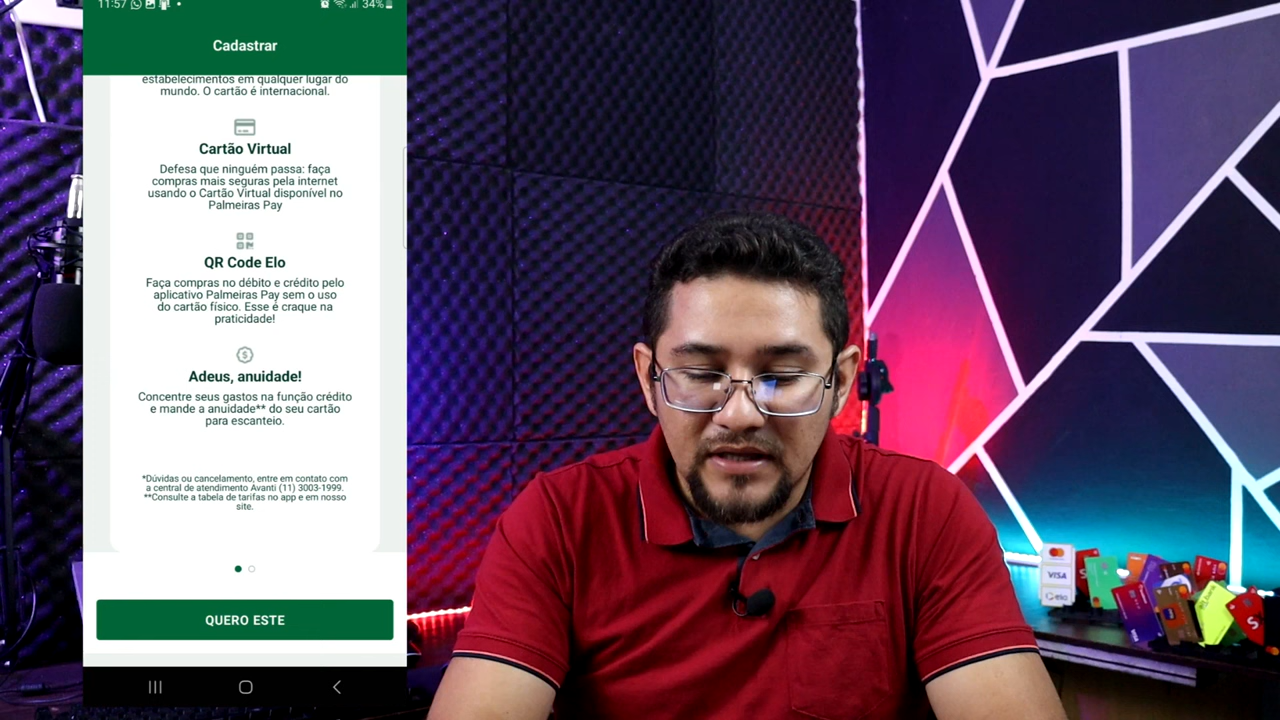 11:57
34%
Cadastrar
estabelecimentos em qualquer lugar do
mundo. O cartão é internacional.
Cartão Virtual
Defesa que ninguém passa: faça
compras mais seguras pela internet
usando o Cartão Virtual disponível no
Palmeiras Pay
QR Code Elo
Faça compras no débito e crédito pelo
aplicativo Palmeiras Pay sem o uso
do cartão físico. Esse é craque na
praticidade!
Adeus, anuidade!
Concentre seus gastos na função crédito
e mande a anuidade** do seu cartão
para escanteio.
*Dúvidas ou cancelamento, entre em contato com
a central de atendimento Avanti (11) 3003-1999.
**Consulte a tabela de tarifas no app e em nosso
site.
QUERO ESTE
VISA
elo